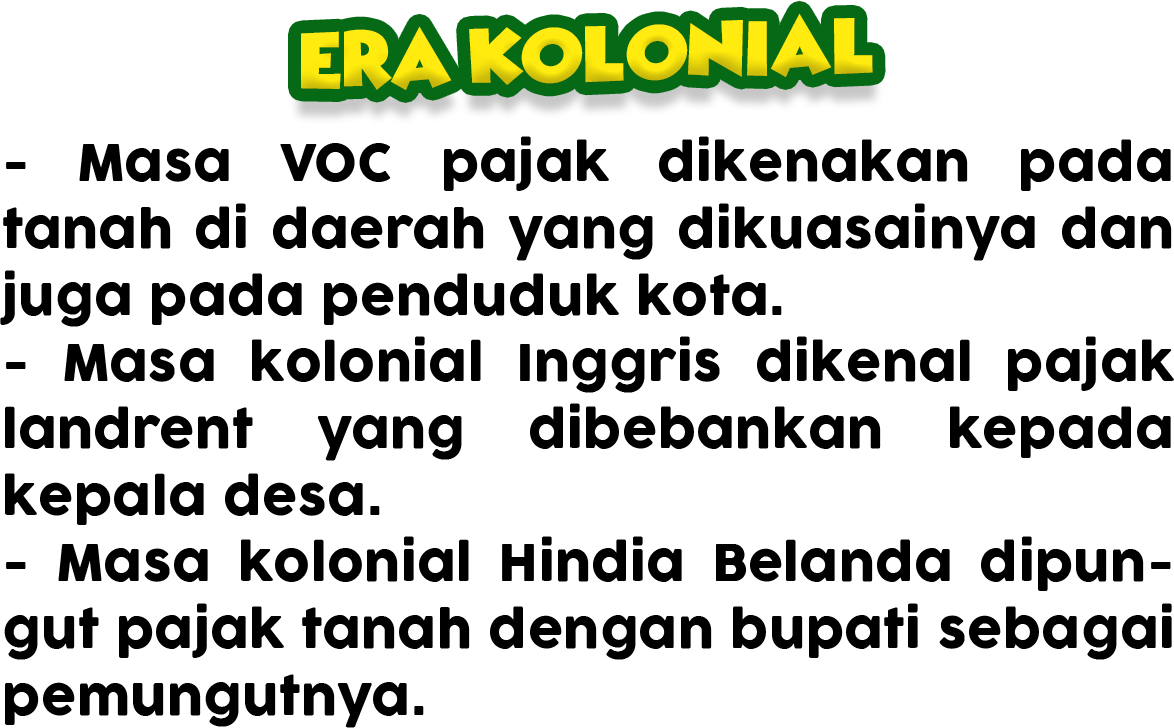 ERA KOLONIAL
- Masa VOC pajak dikenakan pada
tanah di daerah yang dikuasainya dan
juga pada penduduk kota.
- Masa kolonial Inggris dikenal pajak
landrent yang dibebankan kepada
kepala desa.
- Masa kolonial Hindia Belanda dipun-
gut pajak tanah dengan bupati sebagai
pemungutnya.